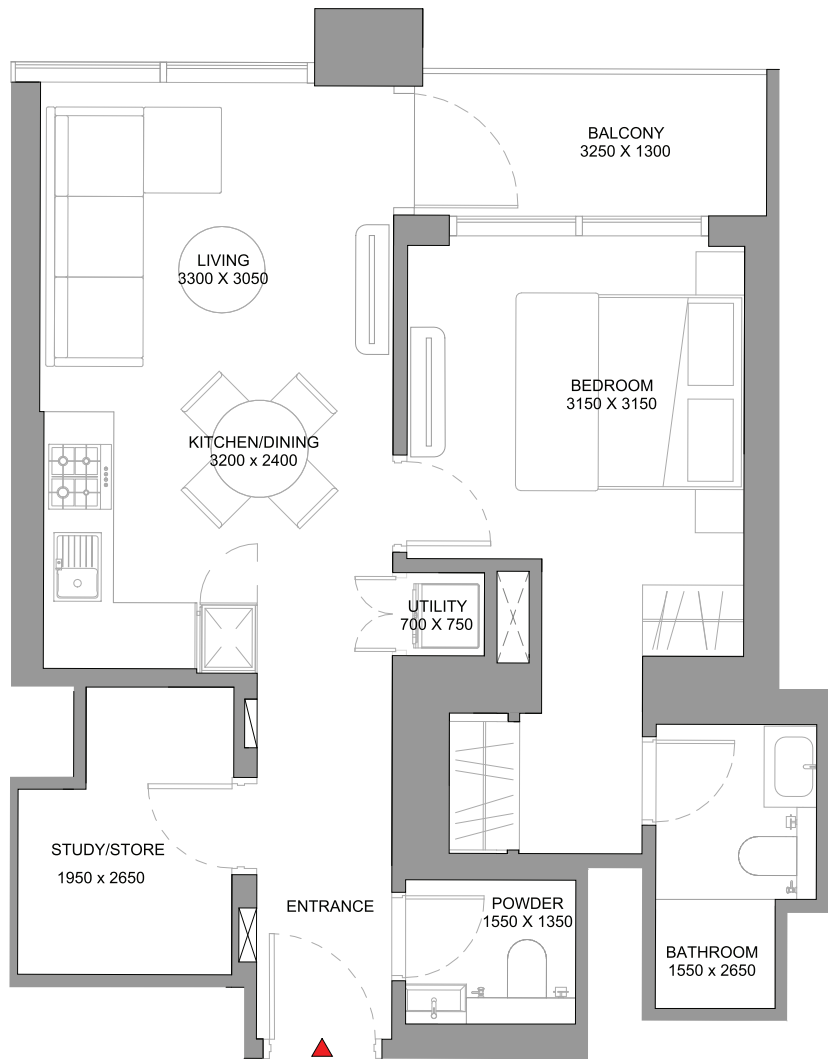 BALCONY
3250 X 1300
LIVING
3300 X 3050
BEDROOM
3150 X 3150
KITCHEN/DINING
3200 x 2400
UTILITY
700 X 750
STUDY/STORE
1950 x 2650
ENTRANCE
POWDER
1550 X 1350
BATHROOM
1550 x 2650